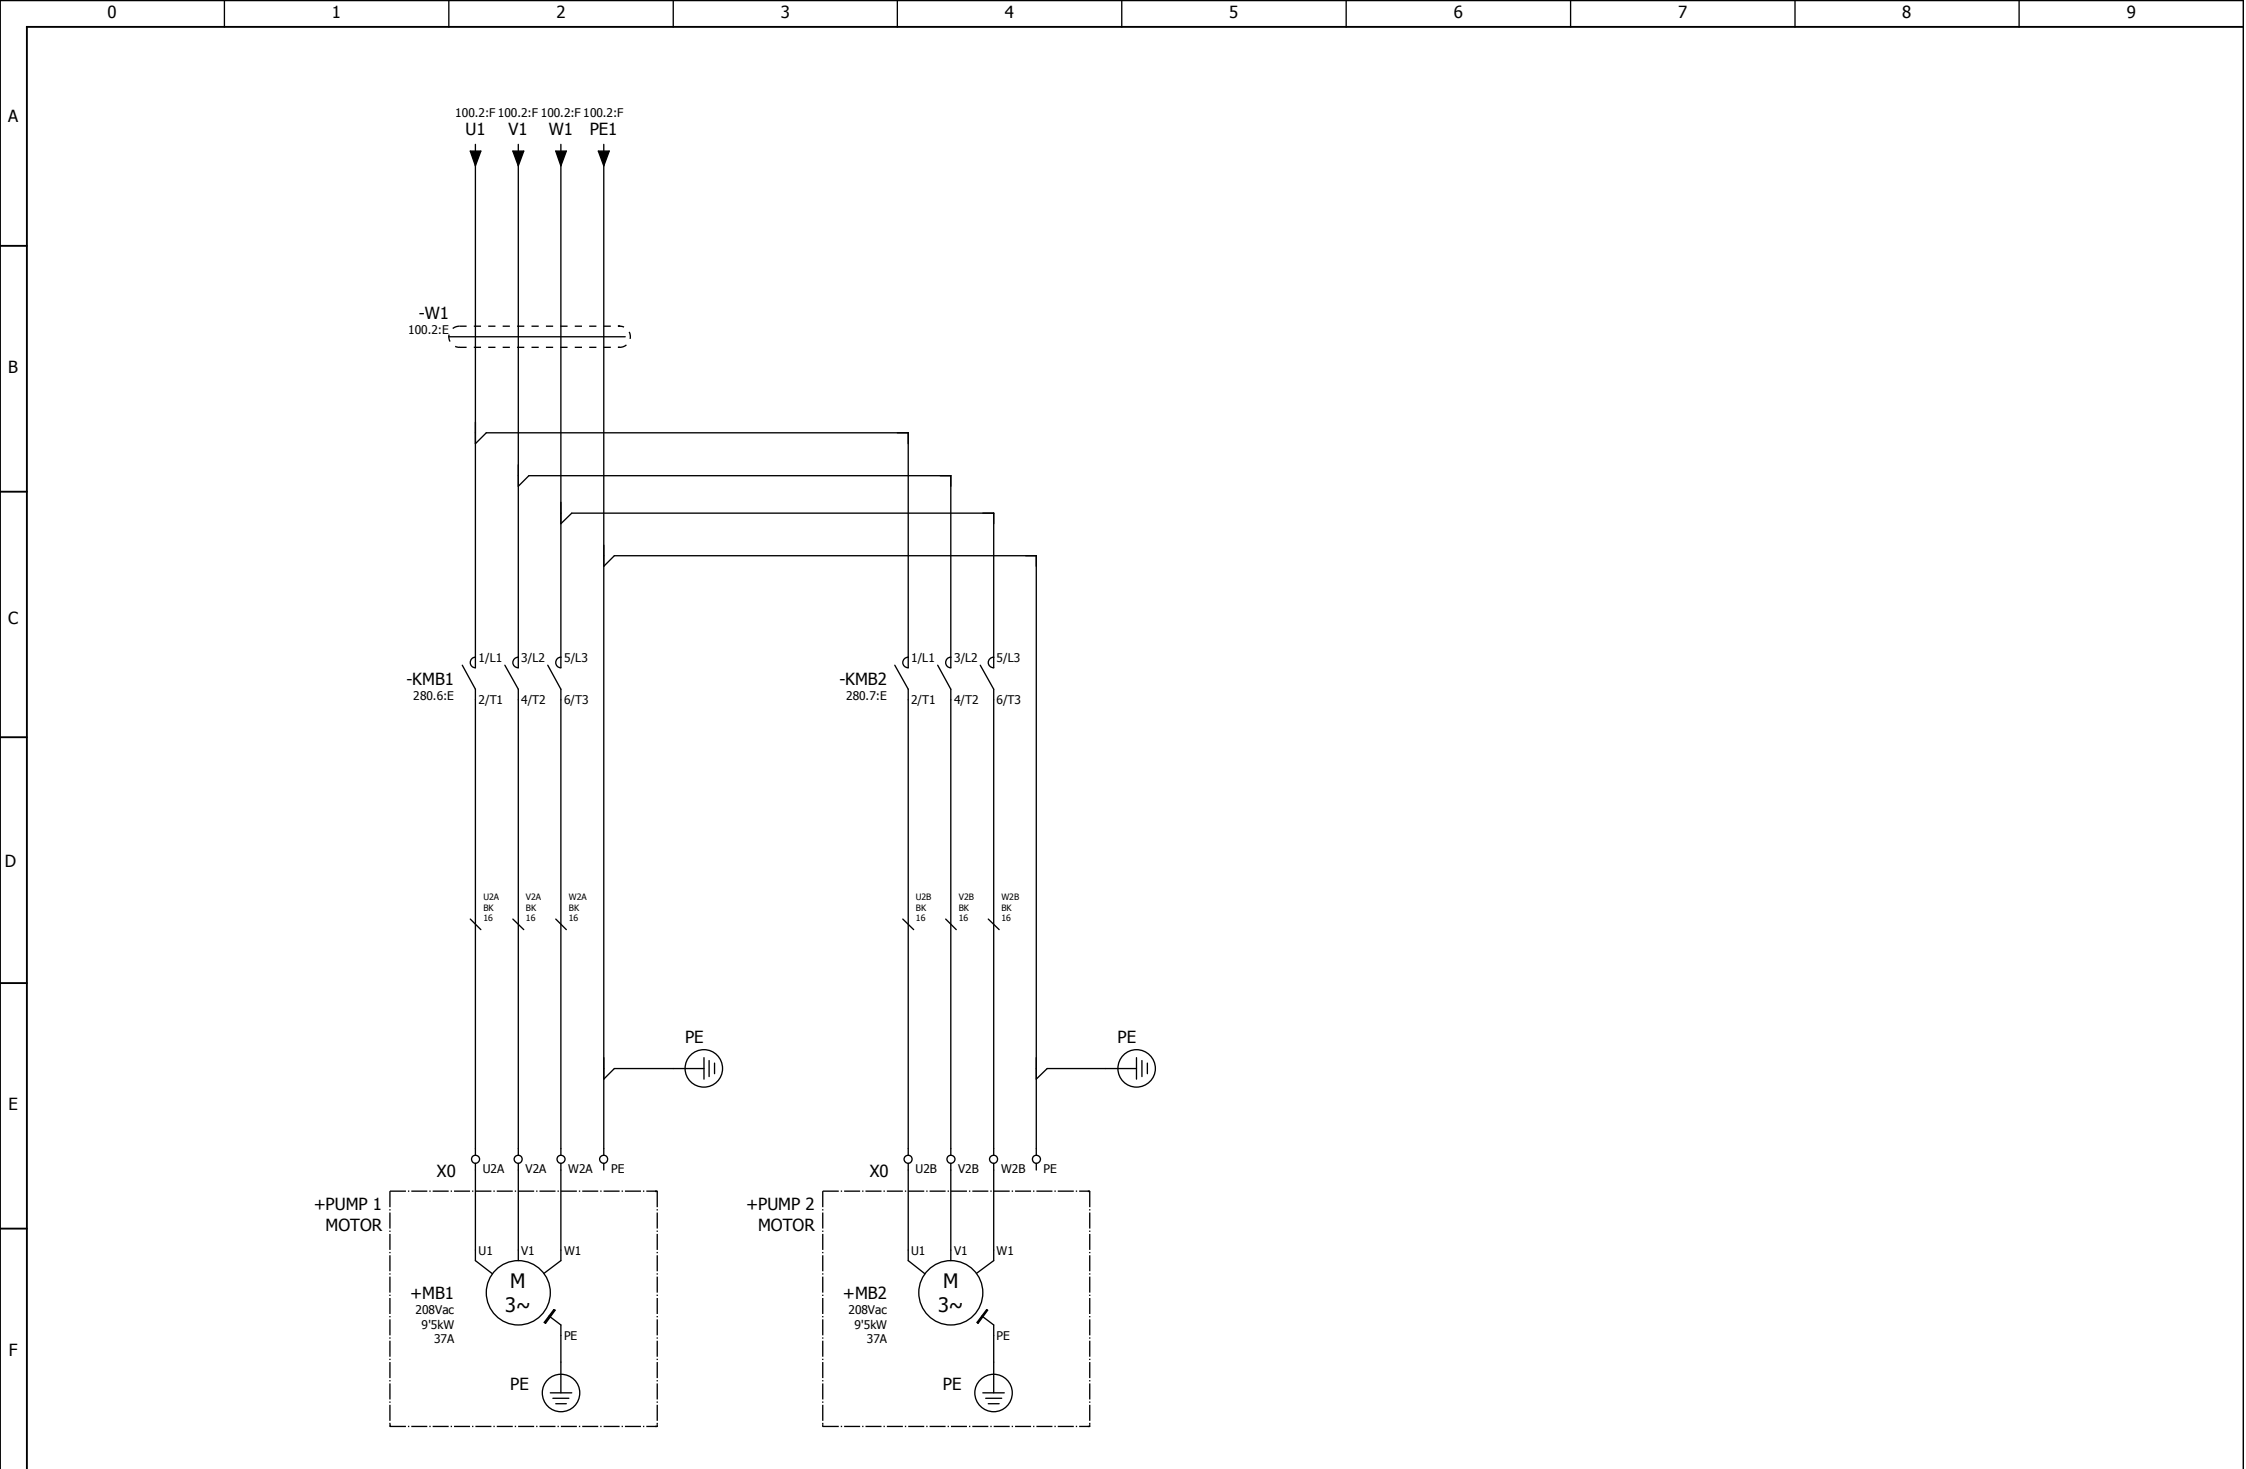 0 1 2 3 4 5 6 7 8 9
A
100.2:F 100.2:F 100.2:F 100.2:F
U1 V1 W1 PE1
-W1
100.2:E
B
C
1/L1 3/L2 5/L3
-KMB1
280.6:E
2/T1 4/T2 6/T3
1/L1 3/L2 5/L3
-KMB2
280.7:E
2/T1 4/T2 6/T3
D
U2A V2A W2A
BK BK BK
16 16 16
U2B V2B W2B
BK BK BK
16 16 16
PE
PE
E
X0 U2A V2A W2A PE
X0 U2B V2B W2B PE
+PUMP 1
MOTOR
U1 V1 W1
M
3~
+MB1
208Vac
9'5kW
37A
PE
PE
+PUMP 2
MOTOR
U1 V1 W1
M
3~
+MB2
208Vac
9'5kW
37A
PE
PE
F